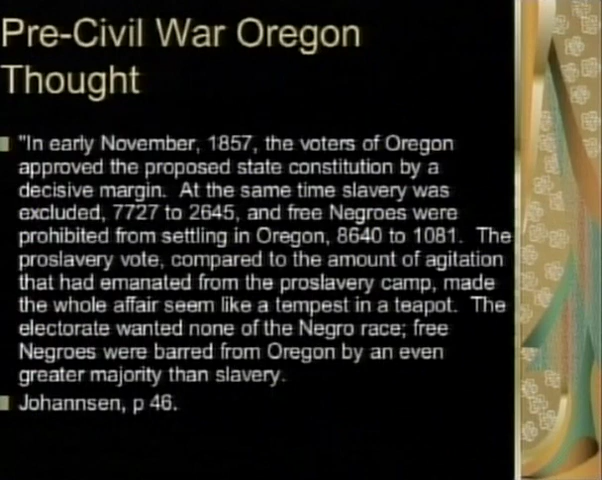 Pre-Civil War Oregon
Thought
"In early November, 1857, the voters of Oregon
approved the proposed state constitution by a
decisive margin. At the same time slavery was
excluded, 7727 to 2645, and free Negroes were
prohibited from settling in Oregon, 8640 to 1081. The
proslavery vote, compared to the amount of agitation
that had emanated from the proslavery camp, made
the whole affair seem like a tempest in a teapot. The
electorate wanted none of the Negro race; free
Negroes were barred from Oregon by an even
greater majority than slavery.
Johannsen, p 46.